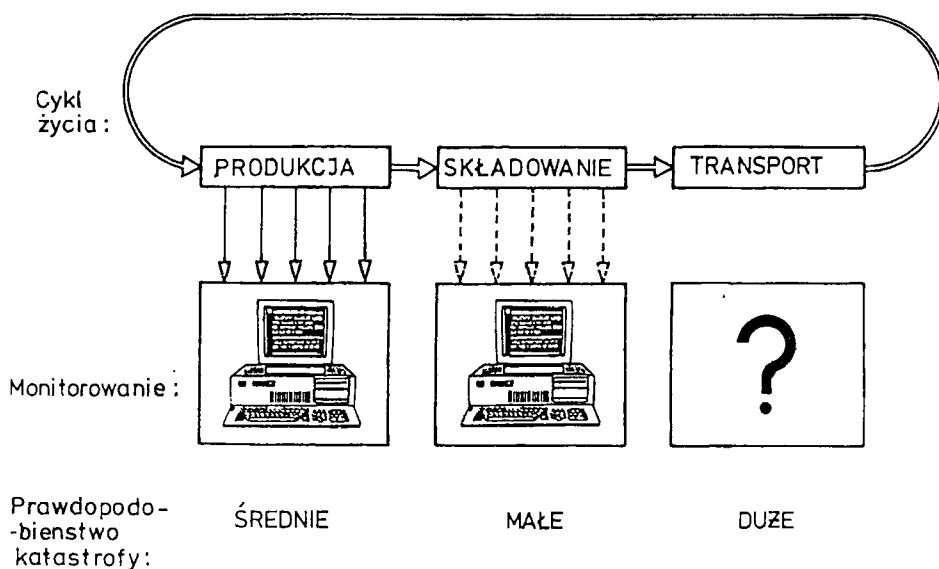 Cykl
życia :
PRODUKCJA
SKŁADOWANIE
TRANSPORT
Monitorowanie :
?
Prawdopodo-
-bienstwo
katastrofy :
ŚREDNIE
MAŁE
DUŻE